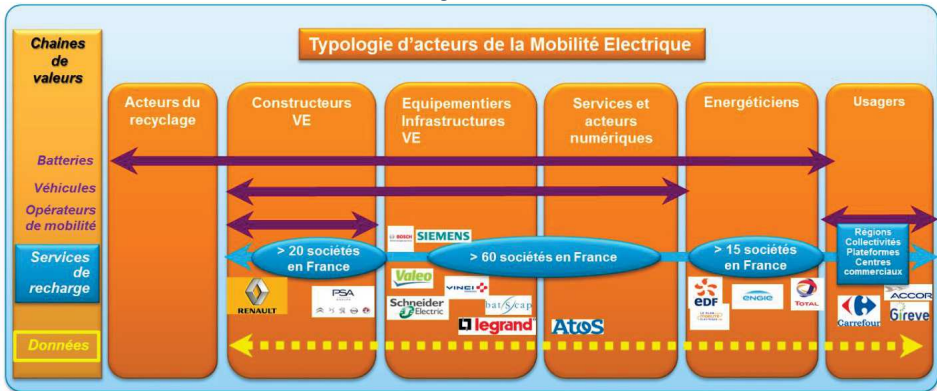 Typologie d'acteurs de la Mobilité Electrique
Chaines
de
valeurs
Acteurs du
recyclage
Constructeurs
VE
Equipementiers
Infrastructures
VE
Services et
acteurs
numériques
Energéticiens
Usagers
Batteries
Véhicules
Opérateurs
de mobilité
Services
de
recharge
Données
> 20 sociétés
en France
> 60 sociétés en France
> 15 sociétés
en France
Régions
Collectivités
Plateformes
Centres
commerciaux
RENAULT
PSA
BOSCH
SIEMENS
Valeo
VINCI
Schneider
Electric
batScap
legrand
Atos
eDF
ENGIE
TOTAL
Carrefour
ACCOR
Gireve